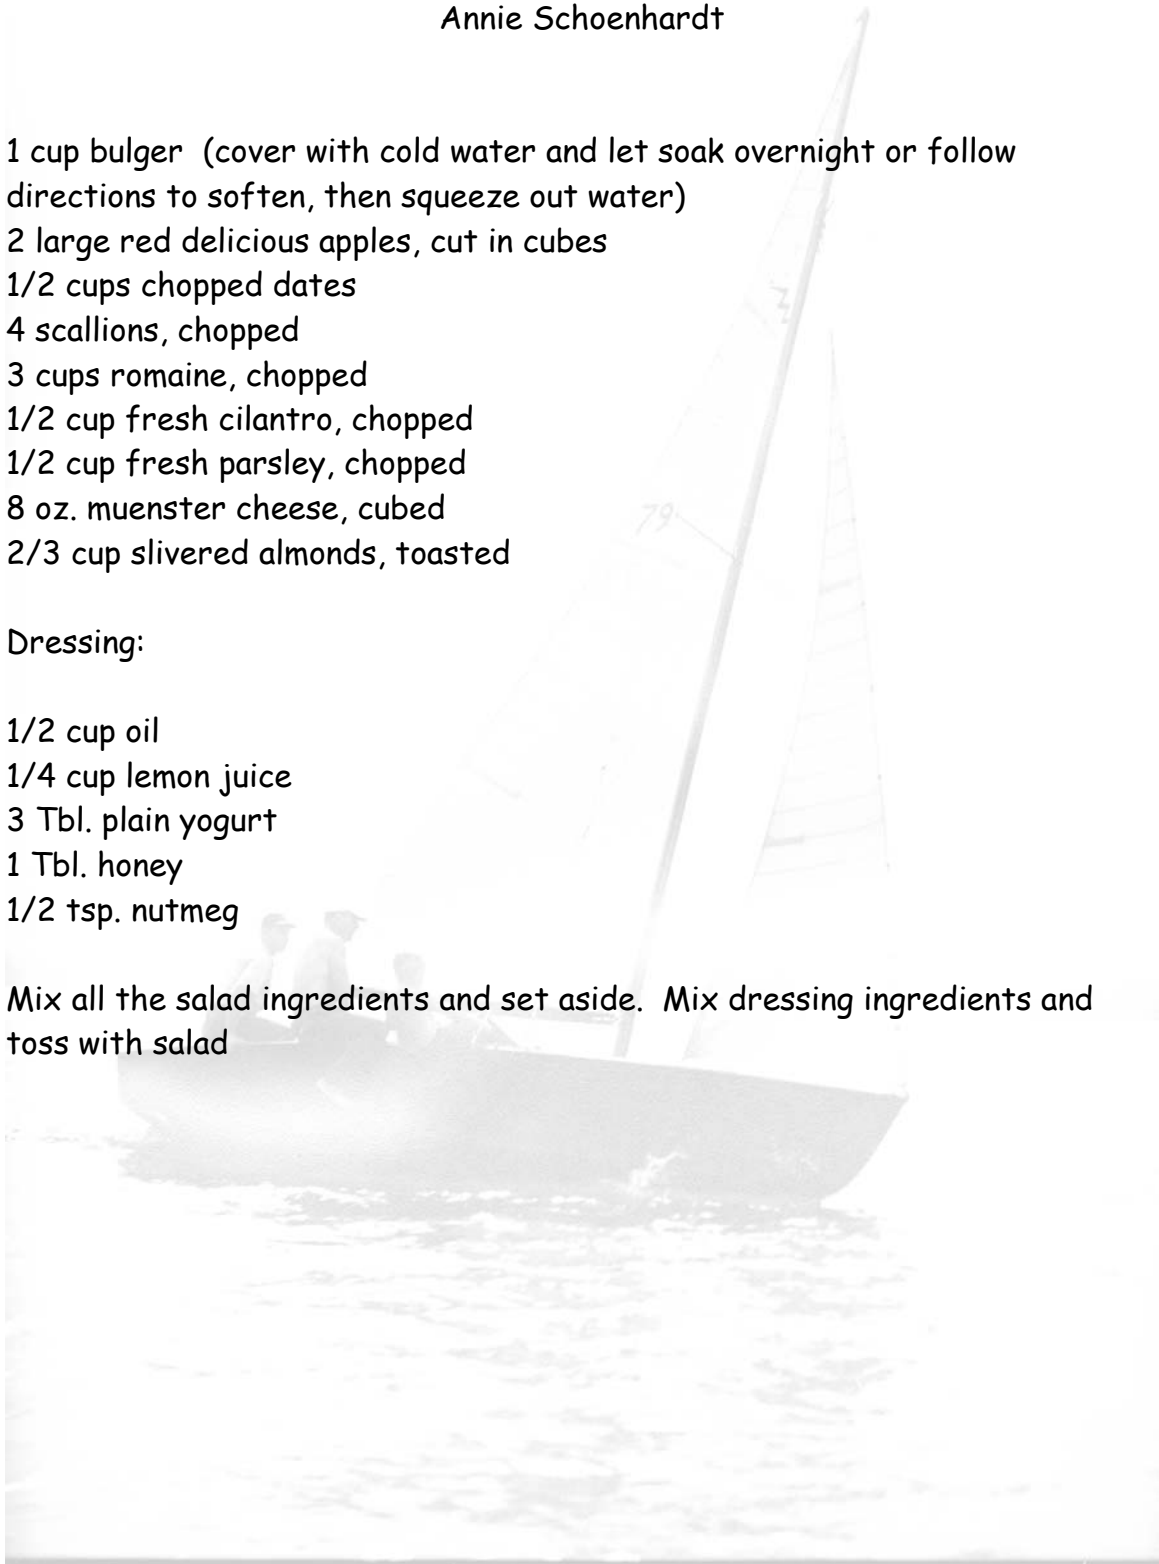 Annie Schoenhardt
1 cup bulger  (cover with cold water and let soak overnight or follow
directions to soften, then squeeze out water)
2 large red delicious apples, cut in cubes
1/2 cups chopped dates
4 scallions, chopped
3 cups romaine, chopped
1/2 cup fresh cilantro, chopped
1/2 cup fresh parsley, chopped
8 oz. muenster cheese, cubed
2/3 cup slivered almonds, toasted
Dressing:
1/2 cup oil
1/4 cup lemon juice
3 Tbl. plain yogurt
1 Tbl. honey
1/2 tsp. nutmeg
Mix all the salad ingredients and set aside.  Mix dressing ingredients and
toss with salad
79